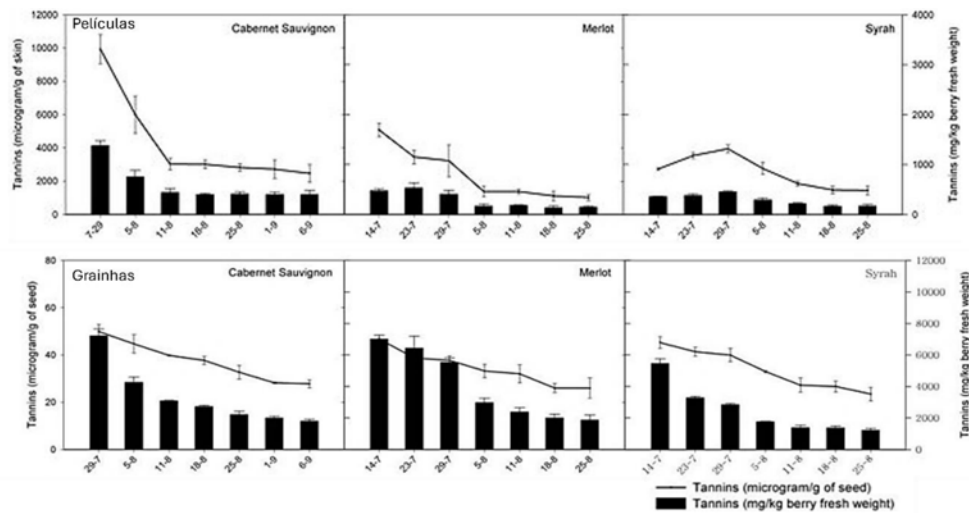 Películas
Cabernet Sauvignon
Merlot
Syrah
Tannins (microgram/g of skin)
12000
10000
8000
6000
4000
2000
0
4000
3000
2000
1000
0
Tannins (mg/kg berry fresh weight)
7-29 5-8 11-8 18-8 25-8 1-9 6-9
14-7 23-7 29-7 5-8 11-8 18-8 25-8
14-7 23-7 29-7 5-8 11-8 18-8 25-8
Grainhas
Cabernet Sauvignon
Merlot
Syrah
Tannins (microgram/g of seed)
80
60
40
20
0
12000
10000
8000
6000
4000
2000
0
Tannins (mg/kg berry fresh weight)
29-7 5-8 11-8 18-8 25-8 1-9 6-9
14-7 23-7 29-7 5-8 11-8 18-8 25-8
14-7 23-7 29-7 5-8 11-8 18-8 25-8
Tannins (microgram/g of seed)
Tannins (mg/kg berry fresh weight)